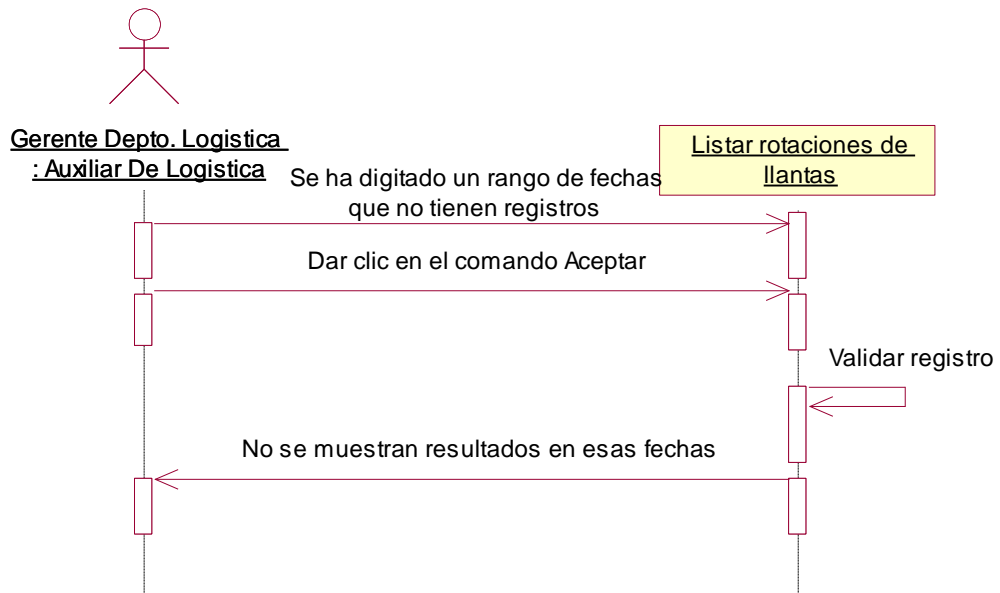 Gerente Depto. Logistica
: Auxiliar De Logistica
Listar rotaciones de
llantas
Se ha digitado un rango de fechas
que no tienen registros
Dar clic en el comando Aceptar
Validar registro
No se muestran resultados en esas fechas